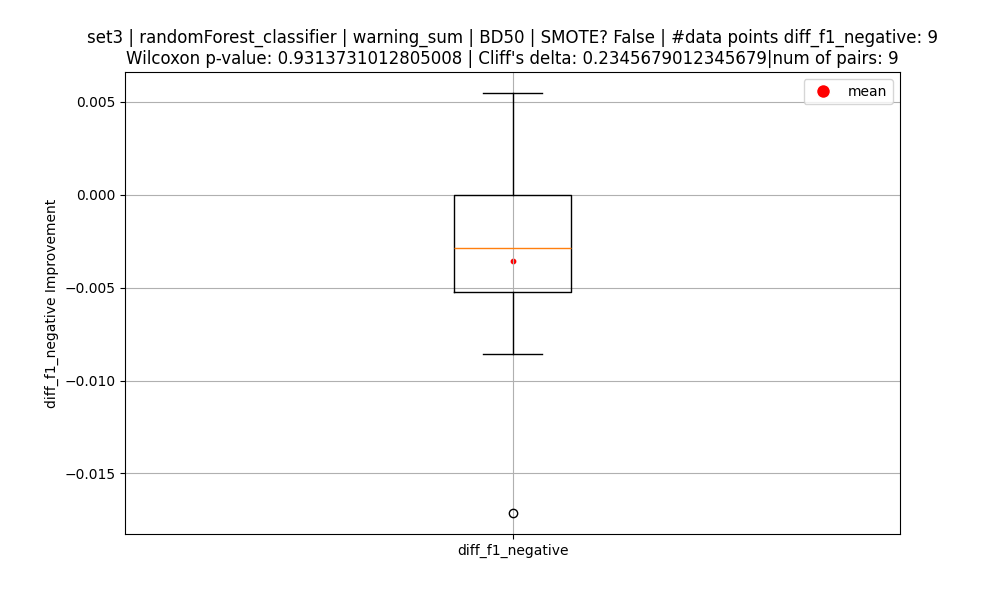 set3 | randomForest_classifier | warning_sum | BD50 | SMOTE? False | #data points diff_f1_negative: 9
Wilcoxon p-value: 0.9313731012805008 | Cliff's delta: 0.2345679012345679|num of pairs: 9
mean
0.005
0.000
−0.005
−0.010
−0.015
diff_f1_negative Improvement
diff_f1_negative